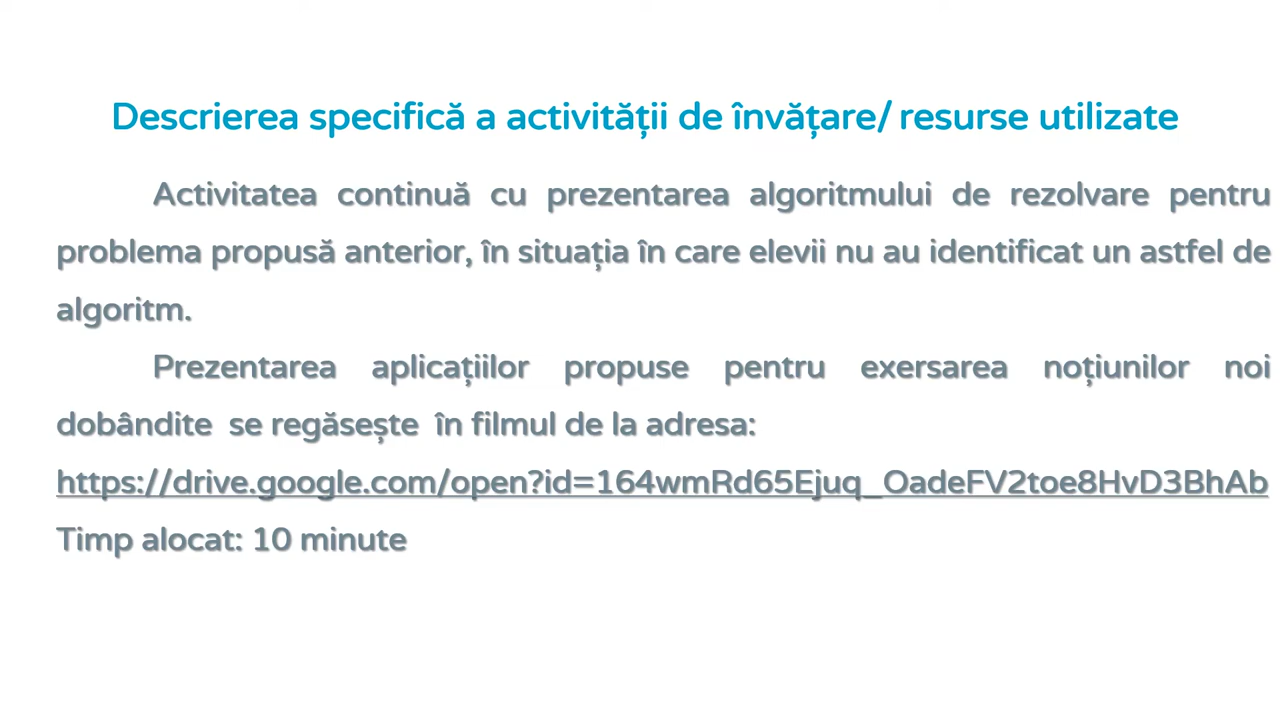 Descrierea specifică a activității de învățare/ resurse utilizate
Activitatea continuă cu prezentarea algoritmului de rezolvare pentru
problema propusă anterior, în situația în care elevii nu au identificat un astfel de
algoritm.
Prezentarea aplicațiilor propuse pentru exersarea noțiunilor noi
dobândite se regăsește în filmul de la adresa:
https://drive.google.com/open?id=164wmRd65Ejuq_OadeFV2toe8HvD3BhAb
Timp alocat: 10 minute